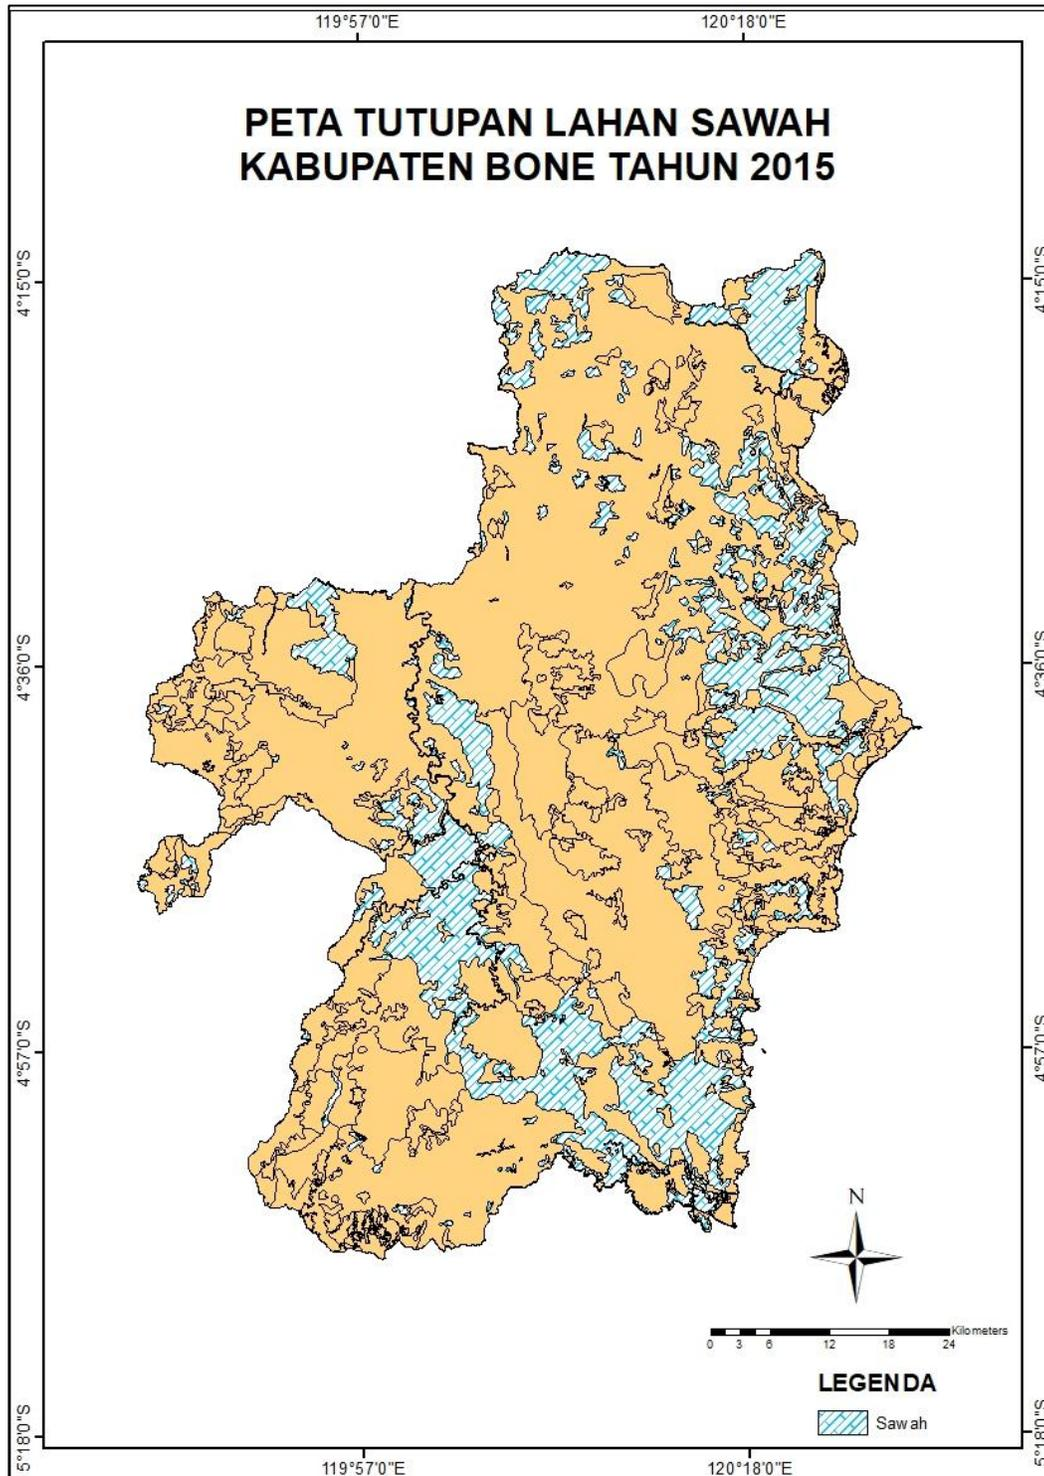 119°57'0"E 120°18'0"E
PETA TUTUPAN LAHAN SAWAH
KABUPATEN BONE TAHUN 2015
4°15'0"S 4°15'0"S
4°36'0"S 4°36'0"S
4°57'0"S 4°57'0"S
N
Kilometers
0 3 6 12 18 24
LEGENDA
Sawah
5°18'0"S 5°18'0"S
119°57'0"E 120°18'0"E